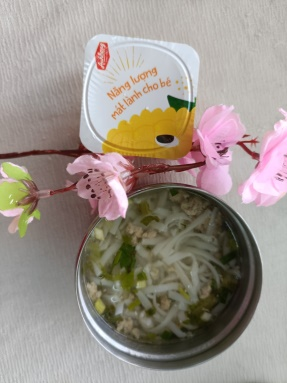 Năng lượng
mát lành cho bé